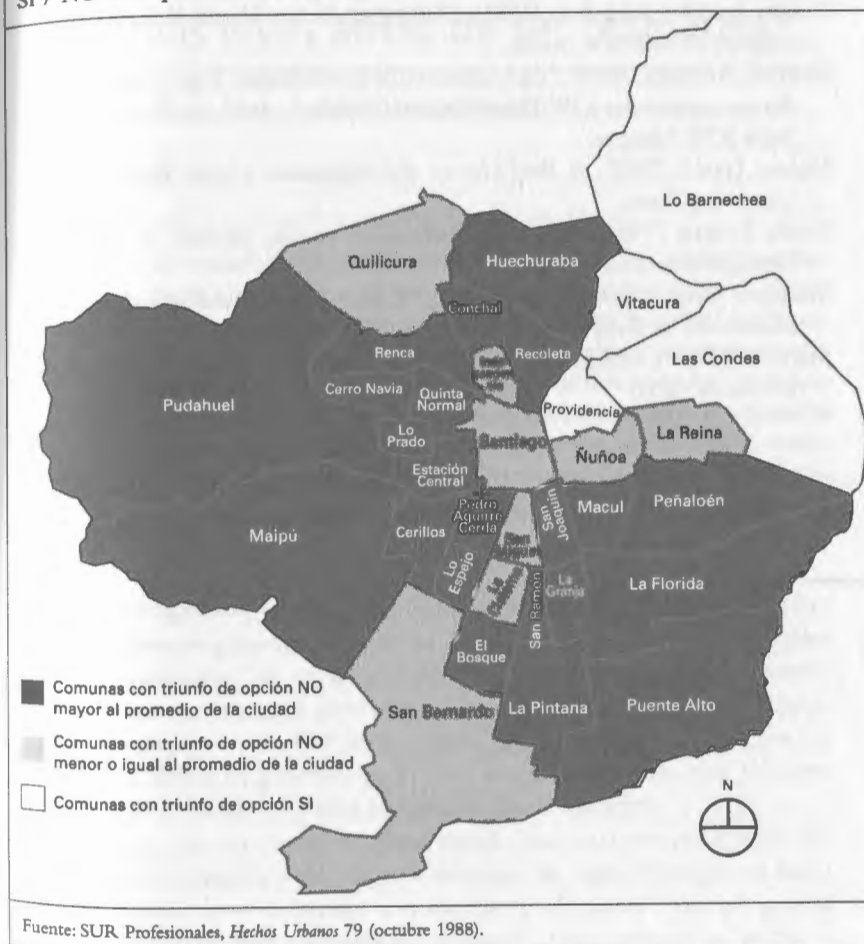 SI / NO
Lo Barnechea
Quilicura
Huechuraba
Vitacura
Conchal
Las Condes
Renca
Recoleta
Cerro Navia
Quinta
Normal
Pudahuel
Providencia
Lo
Prado
Santiago
La Reina
Ñuñoa
Estación
Central
Pedro
Aguirre
Cerda
San
Joaquín
Macul
Peñaloén
Maipú
Cerillos
Lo
Espejo
La
Granja
La Florida
San Ramón
El
Bosque
San Bernardo
La Pintana
Puente Alto
Comunas con triunfo de opción NO
mayor al promedio de la ciudad
Comunas con triunfo de opción NO
menor o igual al promedio de la ciudad
Comunas con triunfo de opción SI
N
Fuente: SUR Profesionales, Hechos Urbanos 79 (octubre 1988).